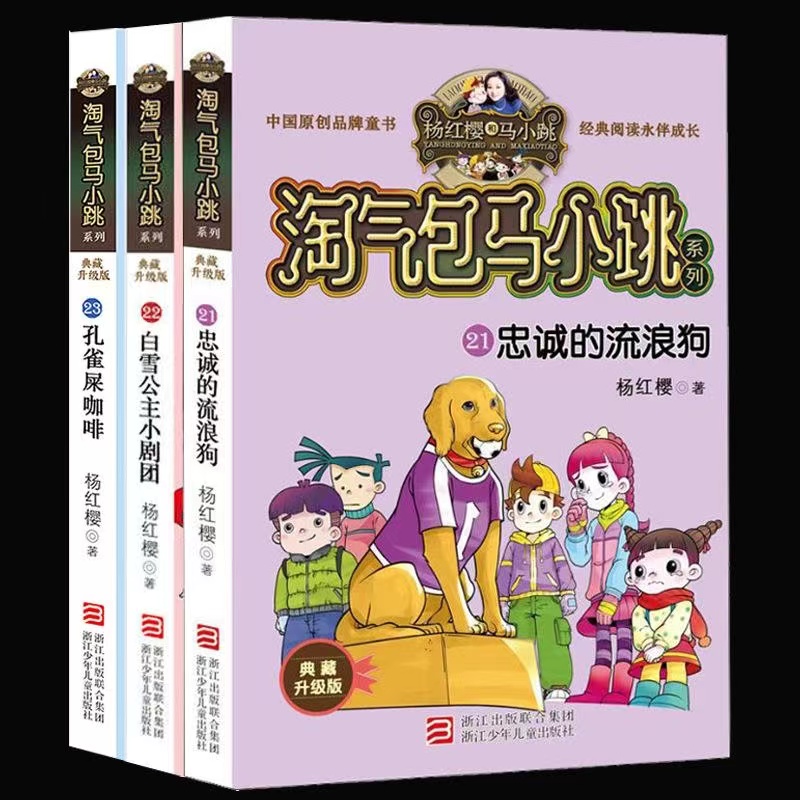 淘气包马小跳
系列
典藏
升级版
23
孔雀屎咖啡
杨红樱◎著
浙江出版联合集团
浙江少年儿童出版社
淘气包马小跳
系列
典藏
升级版
22
白雪公主小剧团
杨红樱◎著
浙江出版联合集团
浙江少年儿童出版社
淘气包马小跳
系列
典藏
升级版
21
忠诚的流浪狗
杨红樱◎著
浙江出版联合集团
浙江少年儿童出版社
中国原创品牌童书
杨红樱和马小跳
YANGHONGYING AND MAXIAOTIAO
经典阅读永伴成长
淘气包马小跳
系列
21 忠诚的流浪狗
杨红樱◎著
1
典藏
升级版
浙江出版联合集团
浙江少年儿童出版社